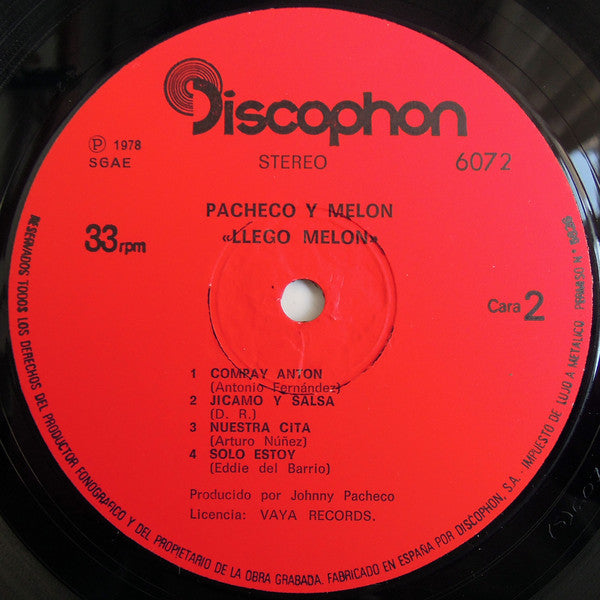 Discophon
℗ 1978
SGAE
STEREO
6072
PACHECO Y MELON
«LLEGO MELON»
33 rpm
Cara 2
1 COMPAY ANTON
(Antonio Fernández)
2 JICAMO Y SALSA
(D. R.)
3 NUESTRA CITA
(Arturo Núñez)
4 SOLO ESTOY
(Eddie del Barrio)
Producido por Johnny Pacheco
Licencia: VAYA RECORDS.
RESERVADOS TODOS LOS DERECHOS DEL PRODUCTOR FONOGRAFICO Y DEL PROPIETARIO DE LA OBRA GRABADA. FABRICADO EN ESPAÑA POR DISCOPHON, S.A. - IMPUESTO DE LUJO A METALICO - PERMISO N.º